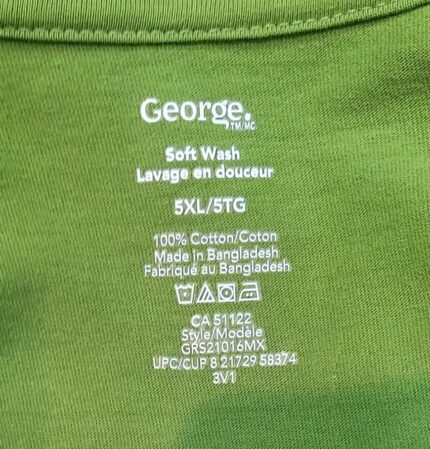 George.
TM/MC
Soft Wash
Lavage en douceur
5XL/5TG
100% Cotton/Coton
Made in Bangladesh
Fabriqué au Bangladesh
CA 51122
Style/Modèle
GRS21016MX
UPC/CUP 8 21729 58374
3V1